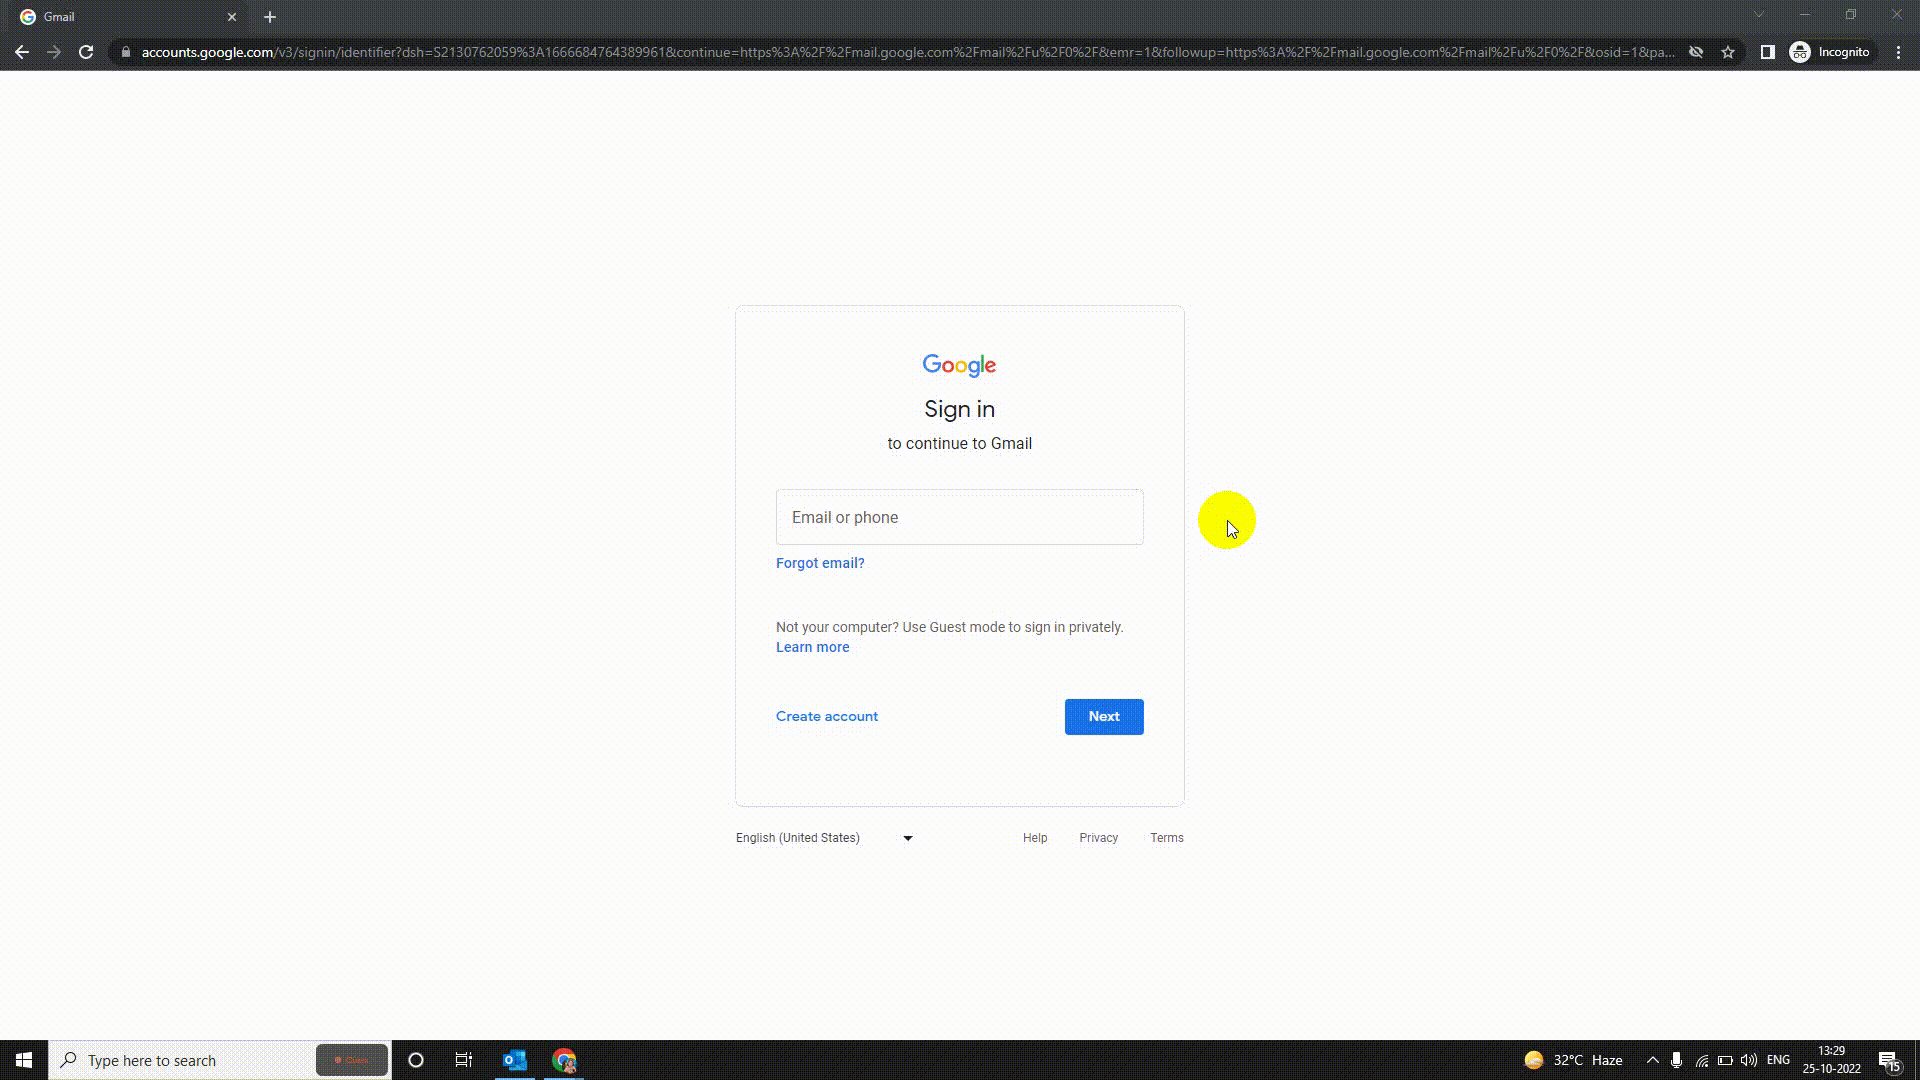 Gmail
accounts.google.com/v3/signin/identifier?dsh=S2130762059%3A1666684764389961&continue=https%3A%2F%2Fmail.google.com%2Fmail%2Fu%2F0%2F&emr=1&followup=https%3A%2F%2Fmail.google.com%2Fmail%2Fu%2F0%2F&osid=1&pa...
Incognito
Google
Sign in
to continue to Gmail
Email or phone
Forgot email?
Not your computer? Use Guest mode to sign in privately.
Learn more
Create account
Next
English (United States)
Help
Privacy
Terms
Type here to search
32°C Haze
ENG
13:29
25-10-2022
15